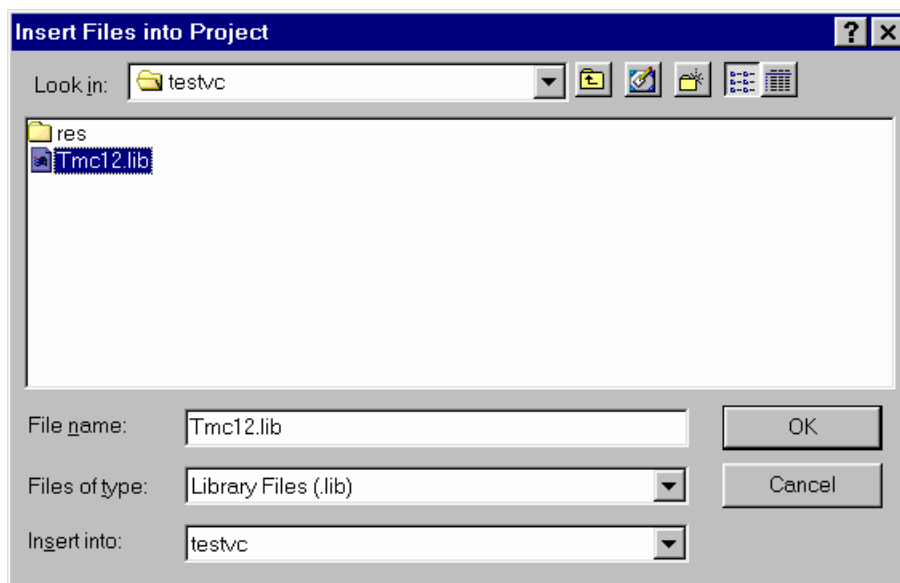 Insert Files into Project
Look in: testvc
res
Tmc12.lib
File name: Tmc12.lib OK
Files of type: Library Files (.lib) Cancel
Insert into: testvc